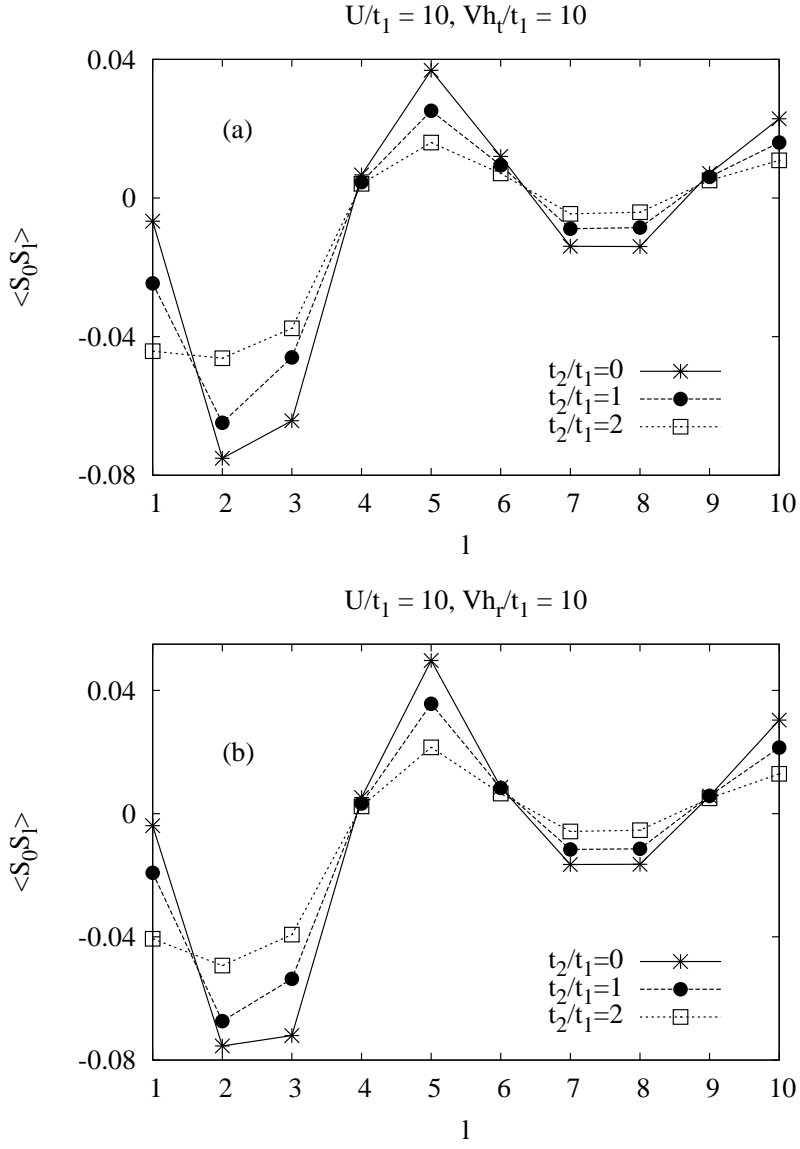 U/t1 = 10, Vht/t1 = 10
0.04
0
-0.04
-0.08
<S0Sl>
(a)
t2/t1=0
t2/t1=1
t2/t1=2
1 2 3 4 5 6 7 8 9 10
l
U/t1 = 10, Vhr/t1 = 10
0.04
0
-0.04
-0.08
<S0Sl>
(b)
t2/t1=0
t2/t1=1
t2/t1=2
1 2 3 4 5 6 7 8 9 10
l